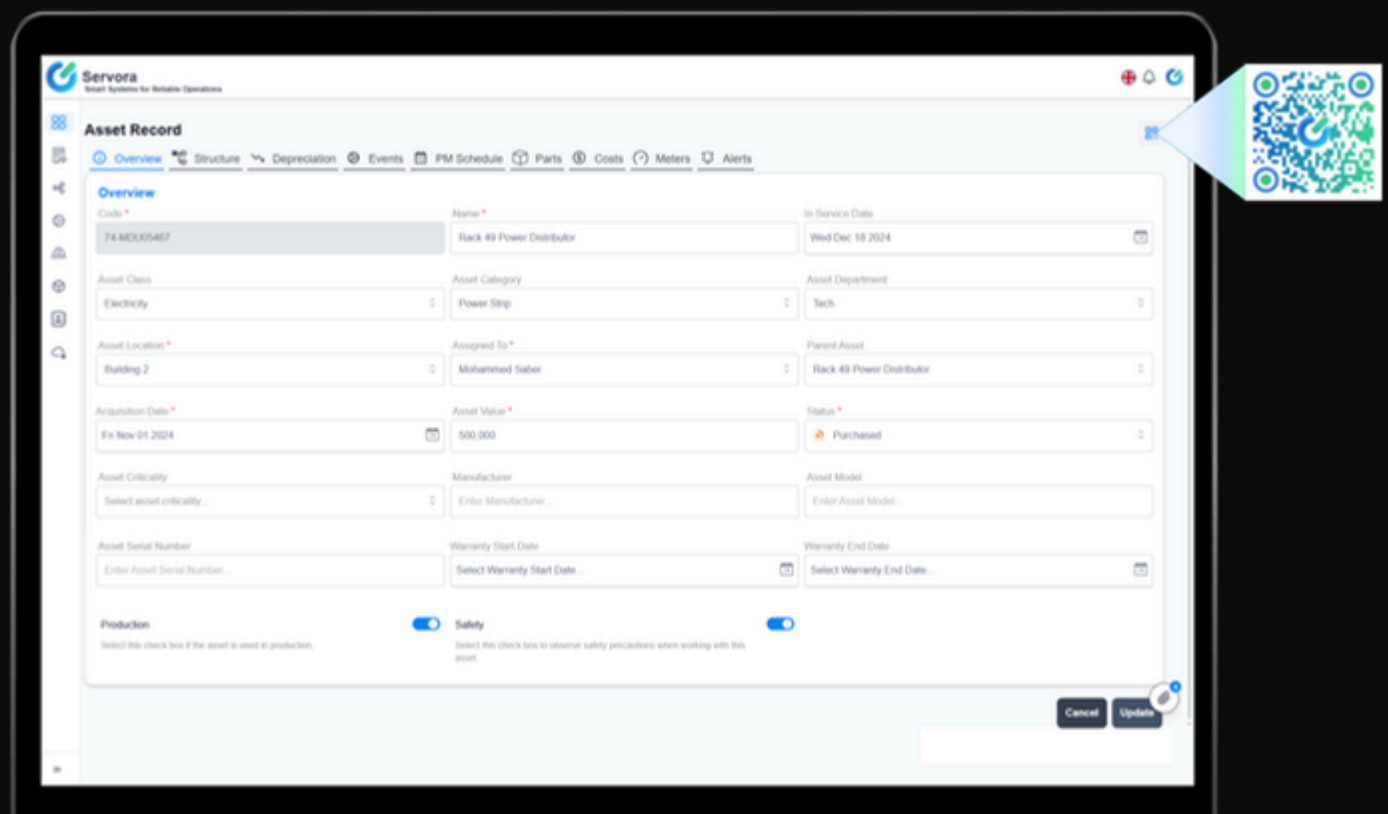 Servora
Smart Systems for Reliable Operations
Asset Record
Overview Structure Depreciation Events PM Schedule Parts Costs Meters Alerts
Overview
Code * Name * In Service Date
74-MDU05467 Rack 49 Power Distributor Wed Dec 18 2024
Asset Class Asset Category Asset Department
Electricity Power Strip Tech
Asset Location * Assigned To * Parent Asset
Building 2 Mohammed Saber Rack 49 Power Distributor
Acquisition Date * Asset Value * Status *
Fri Nov 01 2024 500,000 Purchased
Asset Criticality Manufacturer Asset Model
Select asset criticality... Enter Manufacturer... Enter Asset Model...
Asset Serial Number Warranty Start Date Warranty End Date
Enter Asset Serial Number... Select Warranty Start Date... Select Warranty End Date...
Production Safety
Select this check box if the asset is used in production. Select this check box to observe safety precautions when working with this
asset.
Cancel Update